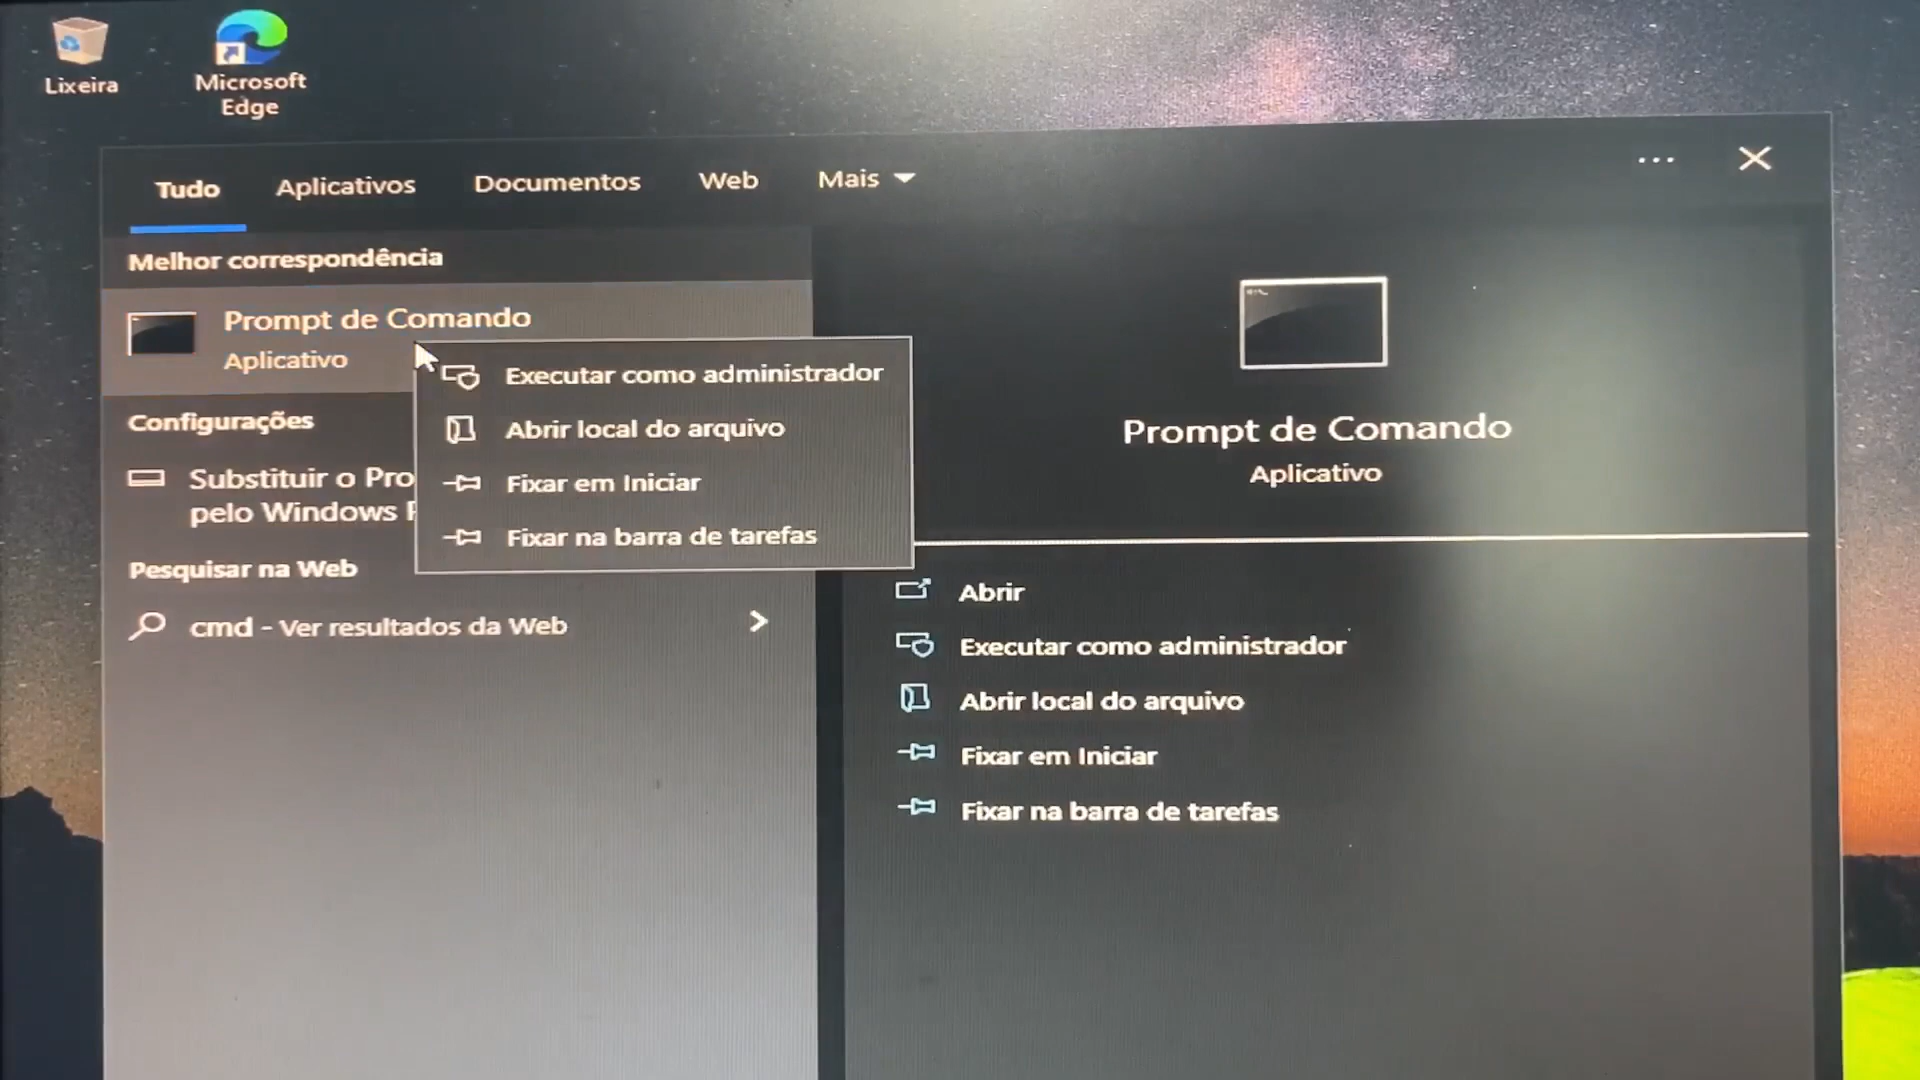 Lixeira
Microsoft
Edge
Tudo
Aplicativos
Documentos
Web
Mais
Melhor correspondência
Prompt de Comando
Aplicativo
Executar como administrador
Abrir local do arquivo
Fixar em Iniciar
Fixar na barra de tarefas
Configurações
Substituir o Pro
pelo Windows
Pesquisar na Web
cmd - Ver resultados da Web
Prompt de Comando
Aplicativo
Abrir
Executar como administrador
Abrir local do arquivo
Fixar em Iniciar
Fixar na barra de tarefas